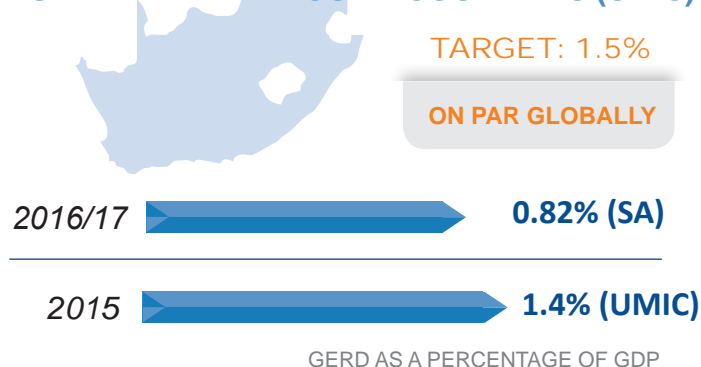 TARGET: 1.5%
ON PAR GLOBALLY
2016/17
0.82% (SA)
2015
1.4% (UMIC)
GERD AS A PERCENTAGE OF GDP